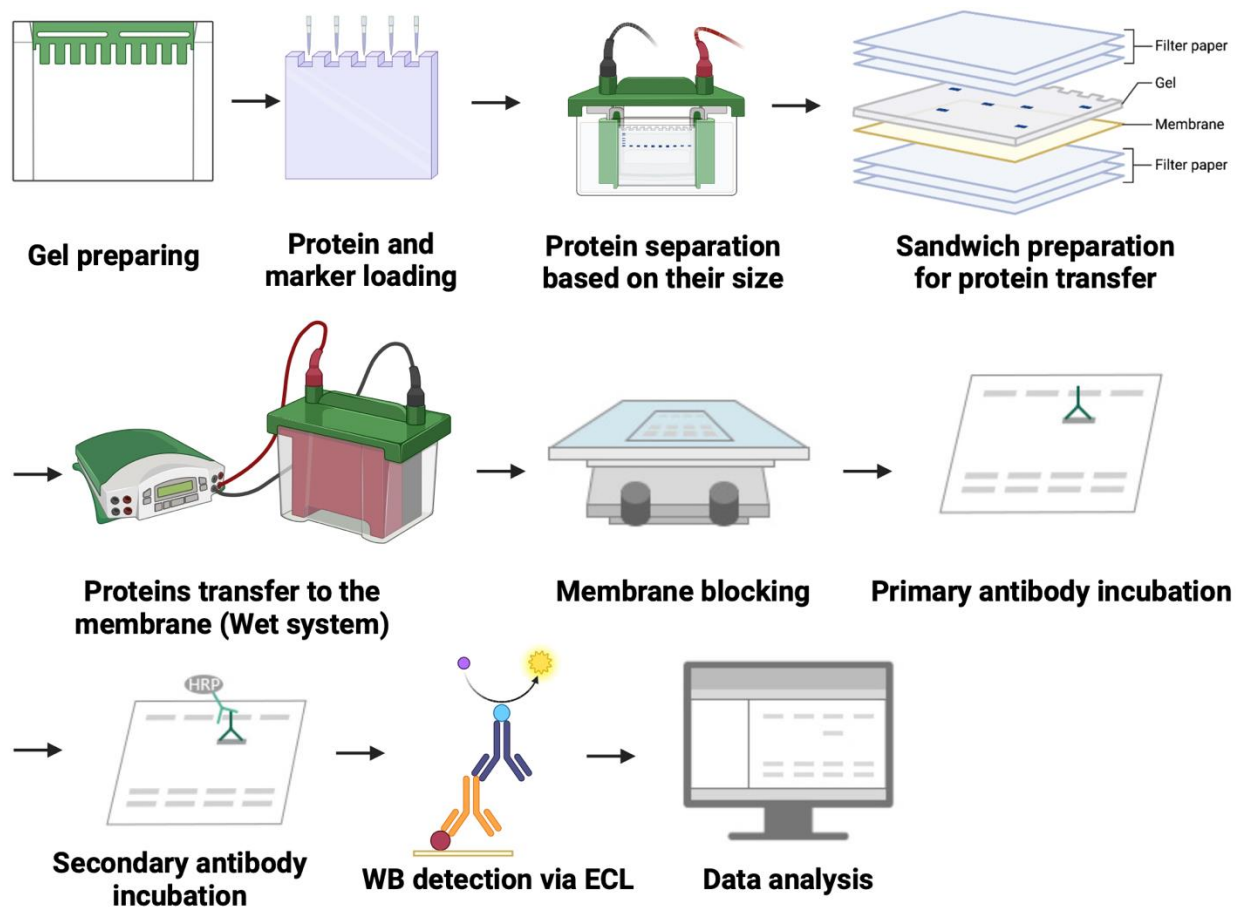 Filter paper
Gel
Membrane
Filter paper
Gel preparing
Protein and
marker loading
Protein separation
based on their size
Sandwich preparation
for protein transfer
Proteins transfer to the
membrane (Wet system)
Membrane blocking
Primary antibody incubation
HRP
Secondary antibody
incubation
WB detection via ECL
Data analysis